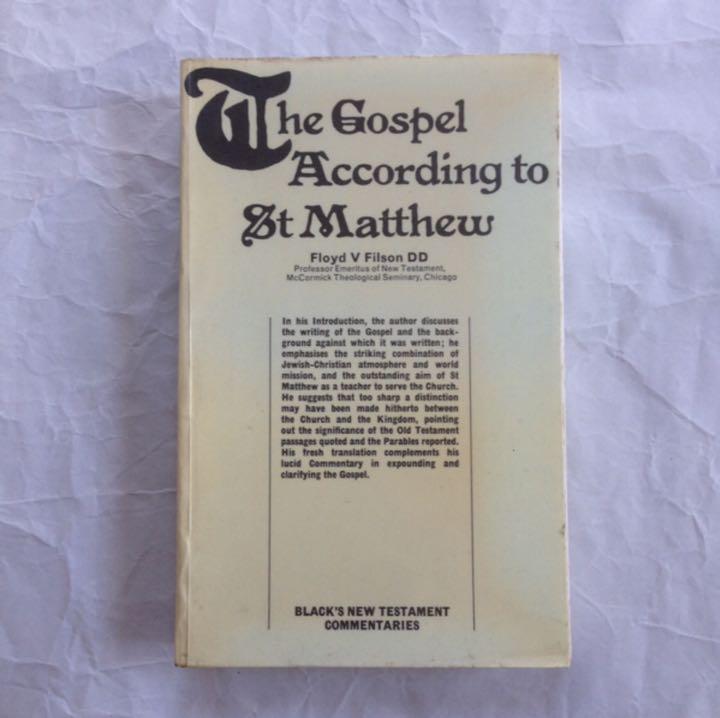 The Gospel
According to
St Matthew
Floyd V Filson DD
Professor Emeritus of New Testament,
McCormick Theological Seminary, Chicago
In his Introduction, the author discusses
the writing of the Gospel and the back-
ground against which it was written; he
emphasises the striking combination of
Jewish-Christian atmosphere and world
mission, and the outstanding aim of St
Matthew as a teacher to serve the Church.
He suggests that too sharp a distinction
may have been made hitherto between
the Church and the Kingdom, pointing
out the significance of the Old Testament
passages quoted and the Parables reported.
His fresh translation complements his
lucid Commentary in expounding and
clarifying the Gospel.
BLACK'S NEW TESTAMENT
COMMENTARIES